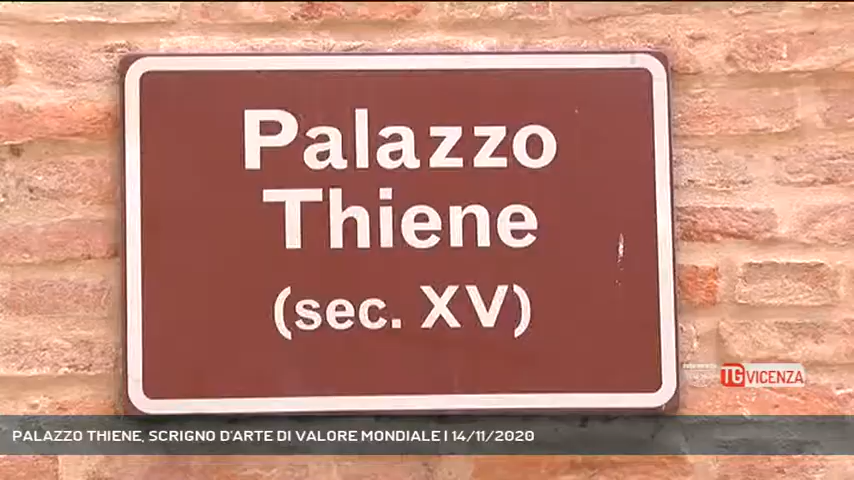 Palazzo
Thiene
(sec. XV)
TG VICENZA
PALAZZO THIENE, SCRIGNO D'ARTE DI VALORE MONDIALE | 14/11/2020